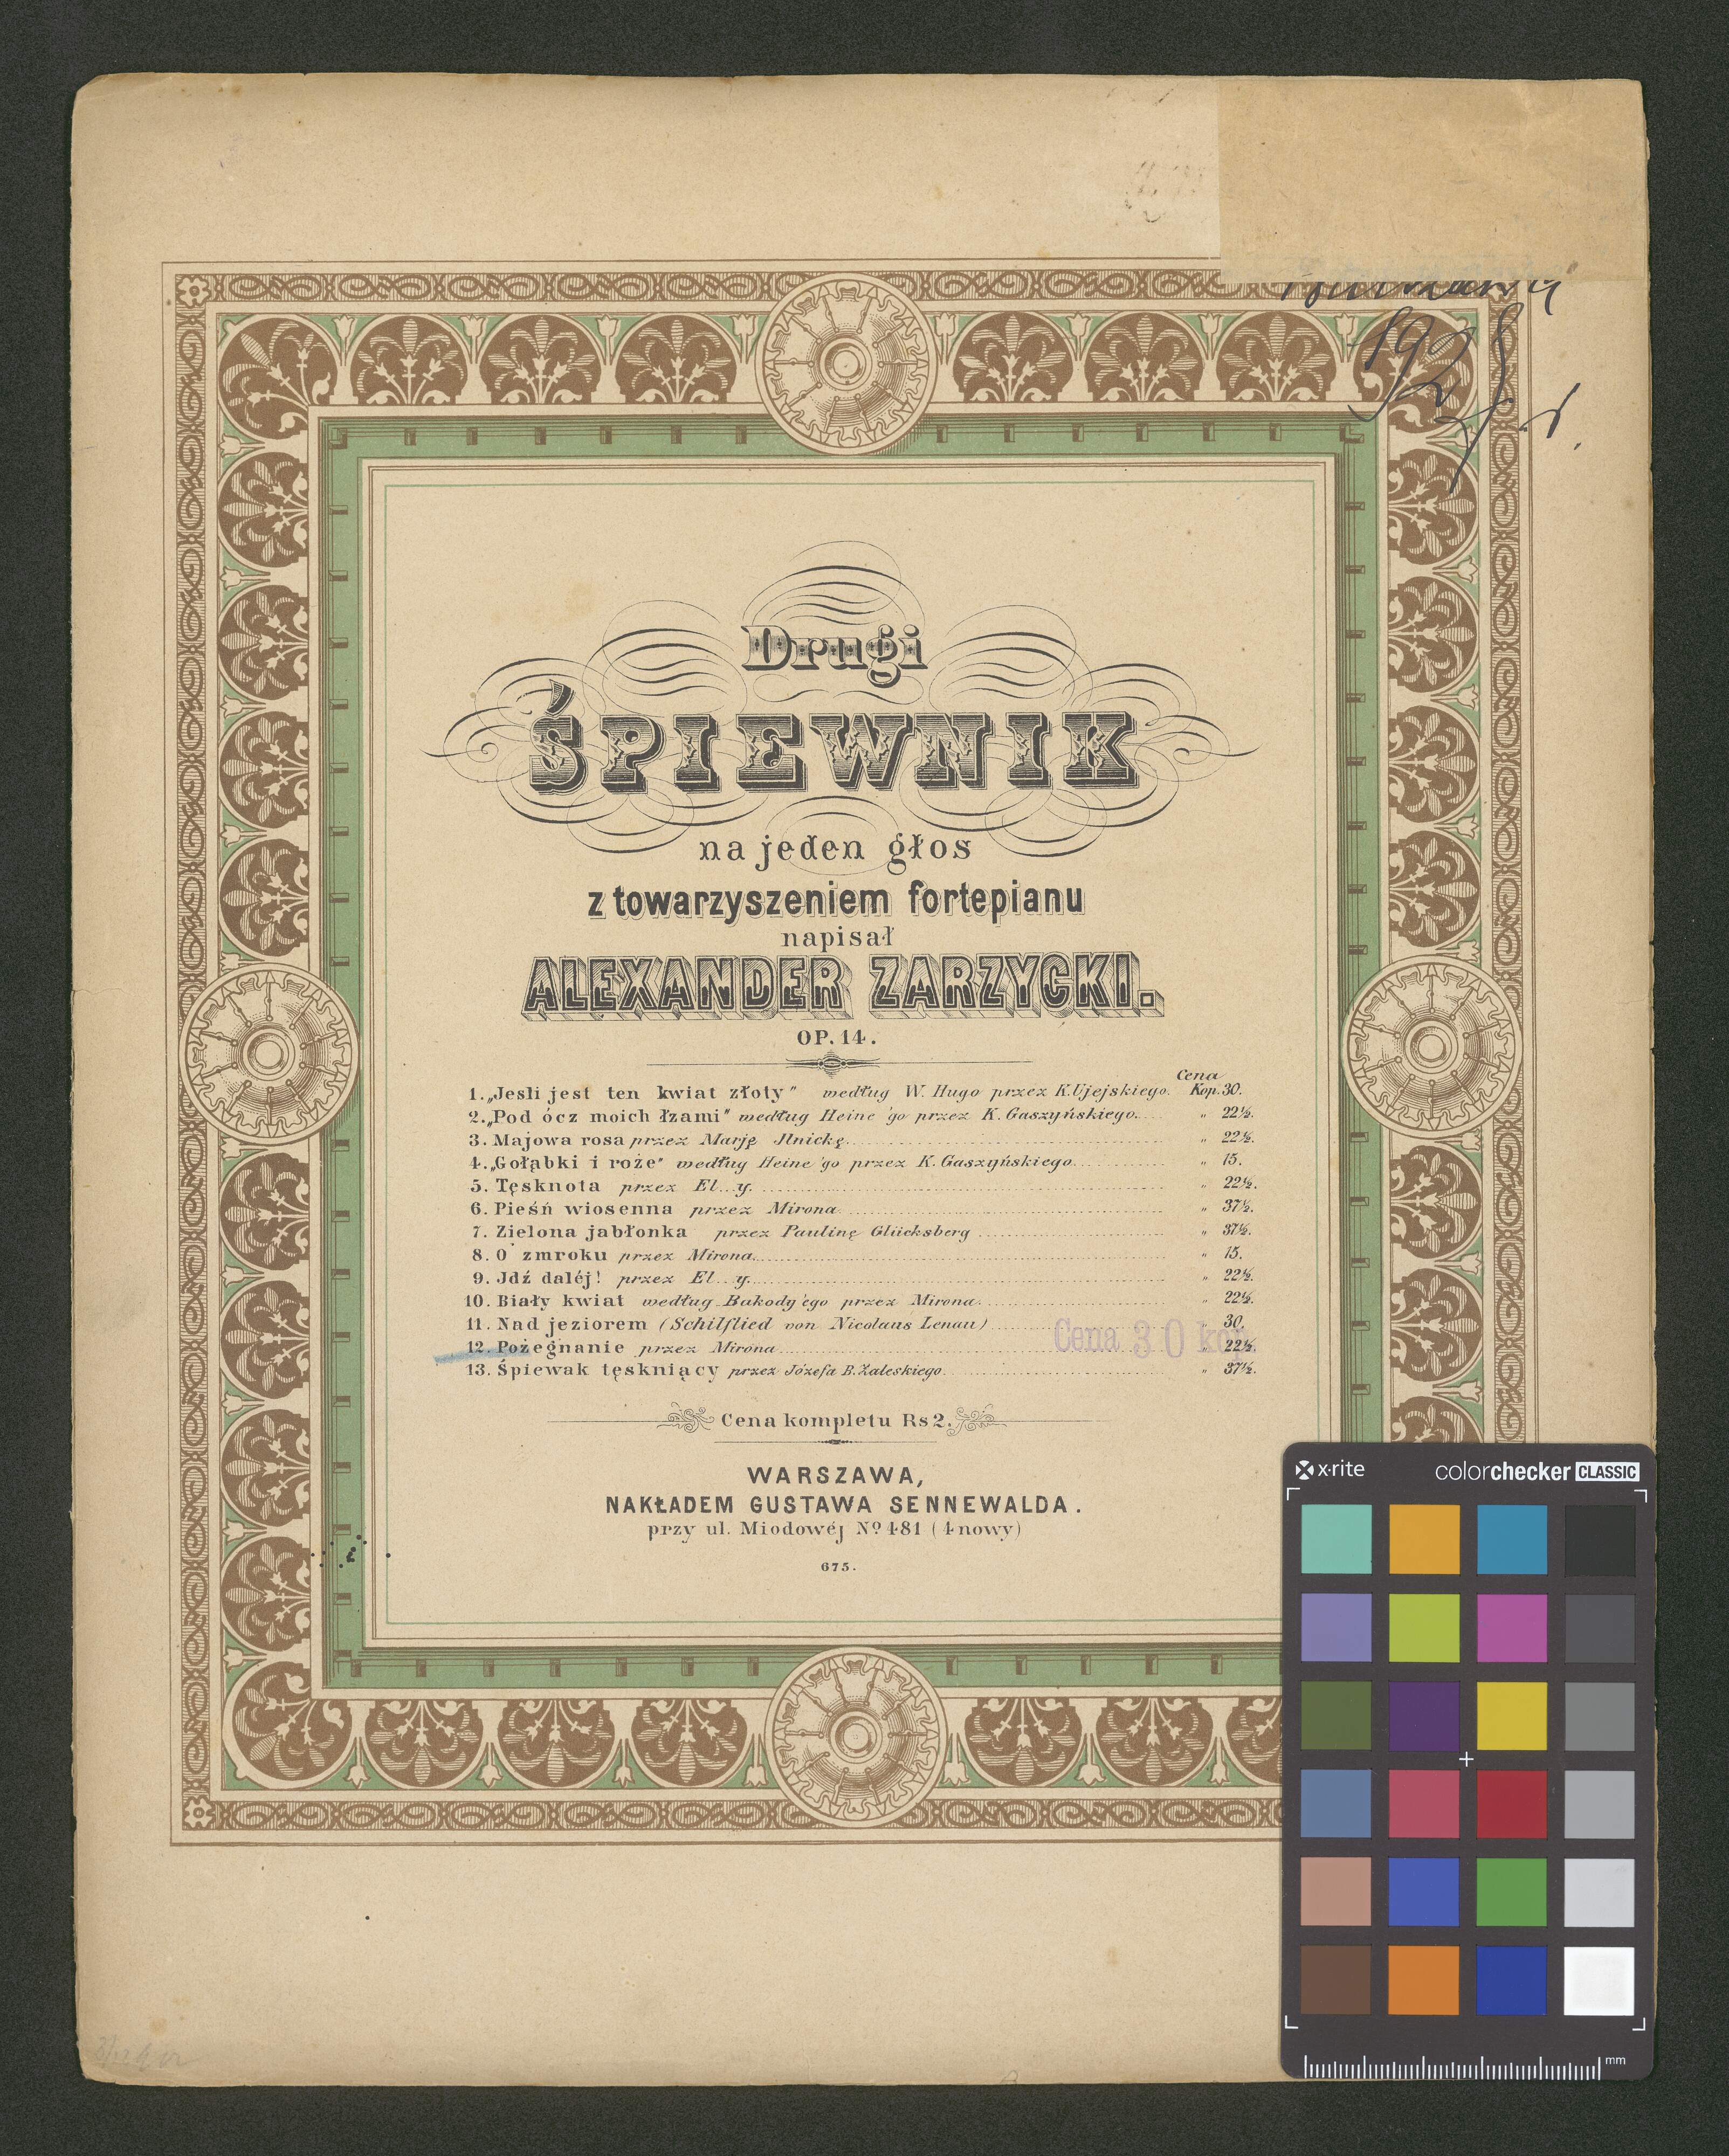 Drugi
ŚPIEWNIK
na jeden głos
z towarzyszeniem fortepianu
napisał
ALEXANDER ZARZYCKI.
OP. 14.
Cena
1. „Jesli jest ten kwiat złoty" według W. Hugo przez K. Ujejskiego. Kop. 30.
2. „Pod ócz moich łzami" według Heine'go przez K. Gaszyńskiego. " 22½.
3. Majowa rosa przez Marję Jlnickę. " 22½.
4. „Gołąbki i roże" według Heine'go przez K. Gaszyńskiego. " 15.
5. Tęsknota przez El...y. " 22½.
6. Pieśń wiosenna przez Mirona. " 37½.
7. Zielona jabłonka przez Paulinę Glücksberg " 37½.
8. O zmroku przez Mirona. " 15.
9. Jdź daléj! przez El...y. " 22½.
10. Biały kwiat według Bakody'ego przez Mirona. " 22½.
11. Nad jeziorem (Schilflied von Nicolaus Lenau) " 30.
Cena 30 kop.
12. Pożegnanie przez Mirona " 22½.
13. Śpiewak tęskniący przez Józefa B. Zaleskiego. " 37½.
Cena kompletu Rs 2.
WARSZAWA,
NAKŁADEM GUSTAWA SENNEWALDA.
przy ul. Miodowéj No 481 (4 nowy)
675.
x·rite colorchecker CLASSIC
mm